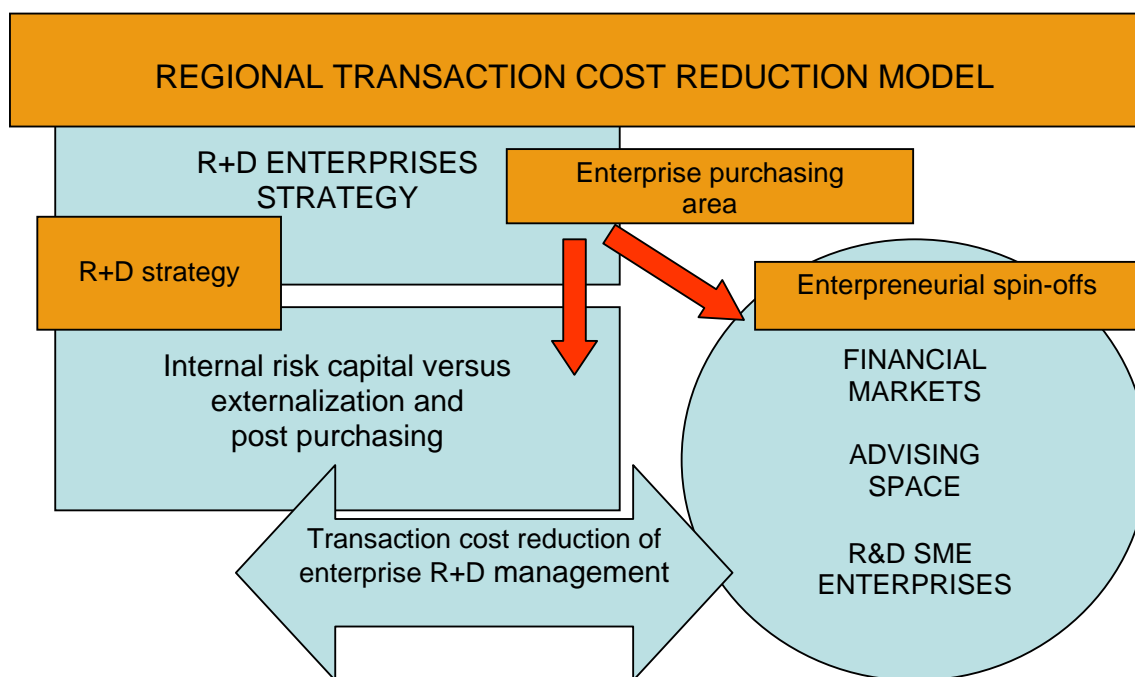 REGIONAL TRANSACTION COST REDUCTION MODEL
R+D ENTERPRISES
STRATEGY
Enterprise purchasing
area
R+D strategy
Enterpreneurial spin-offs
Internal risk capital versus
externalization and
post purchasing
FINANCIAL
MARKETS
ADVISING
SPACE
R&D SME
ENTERPRISES
Transaction cost reduction of
enterprise R+D management